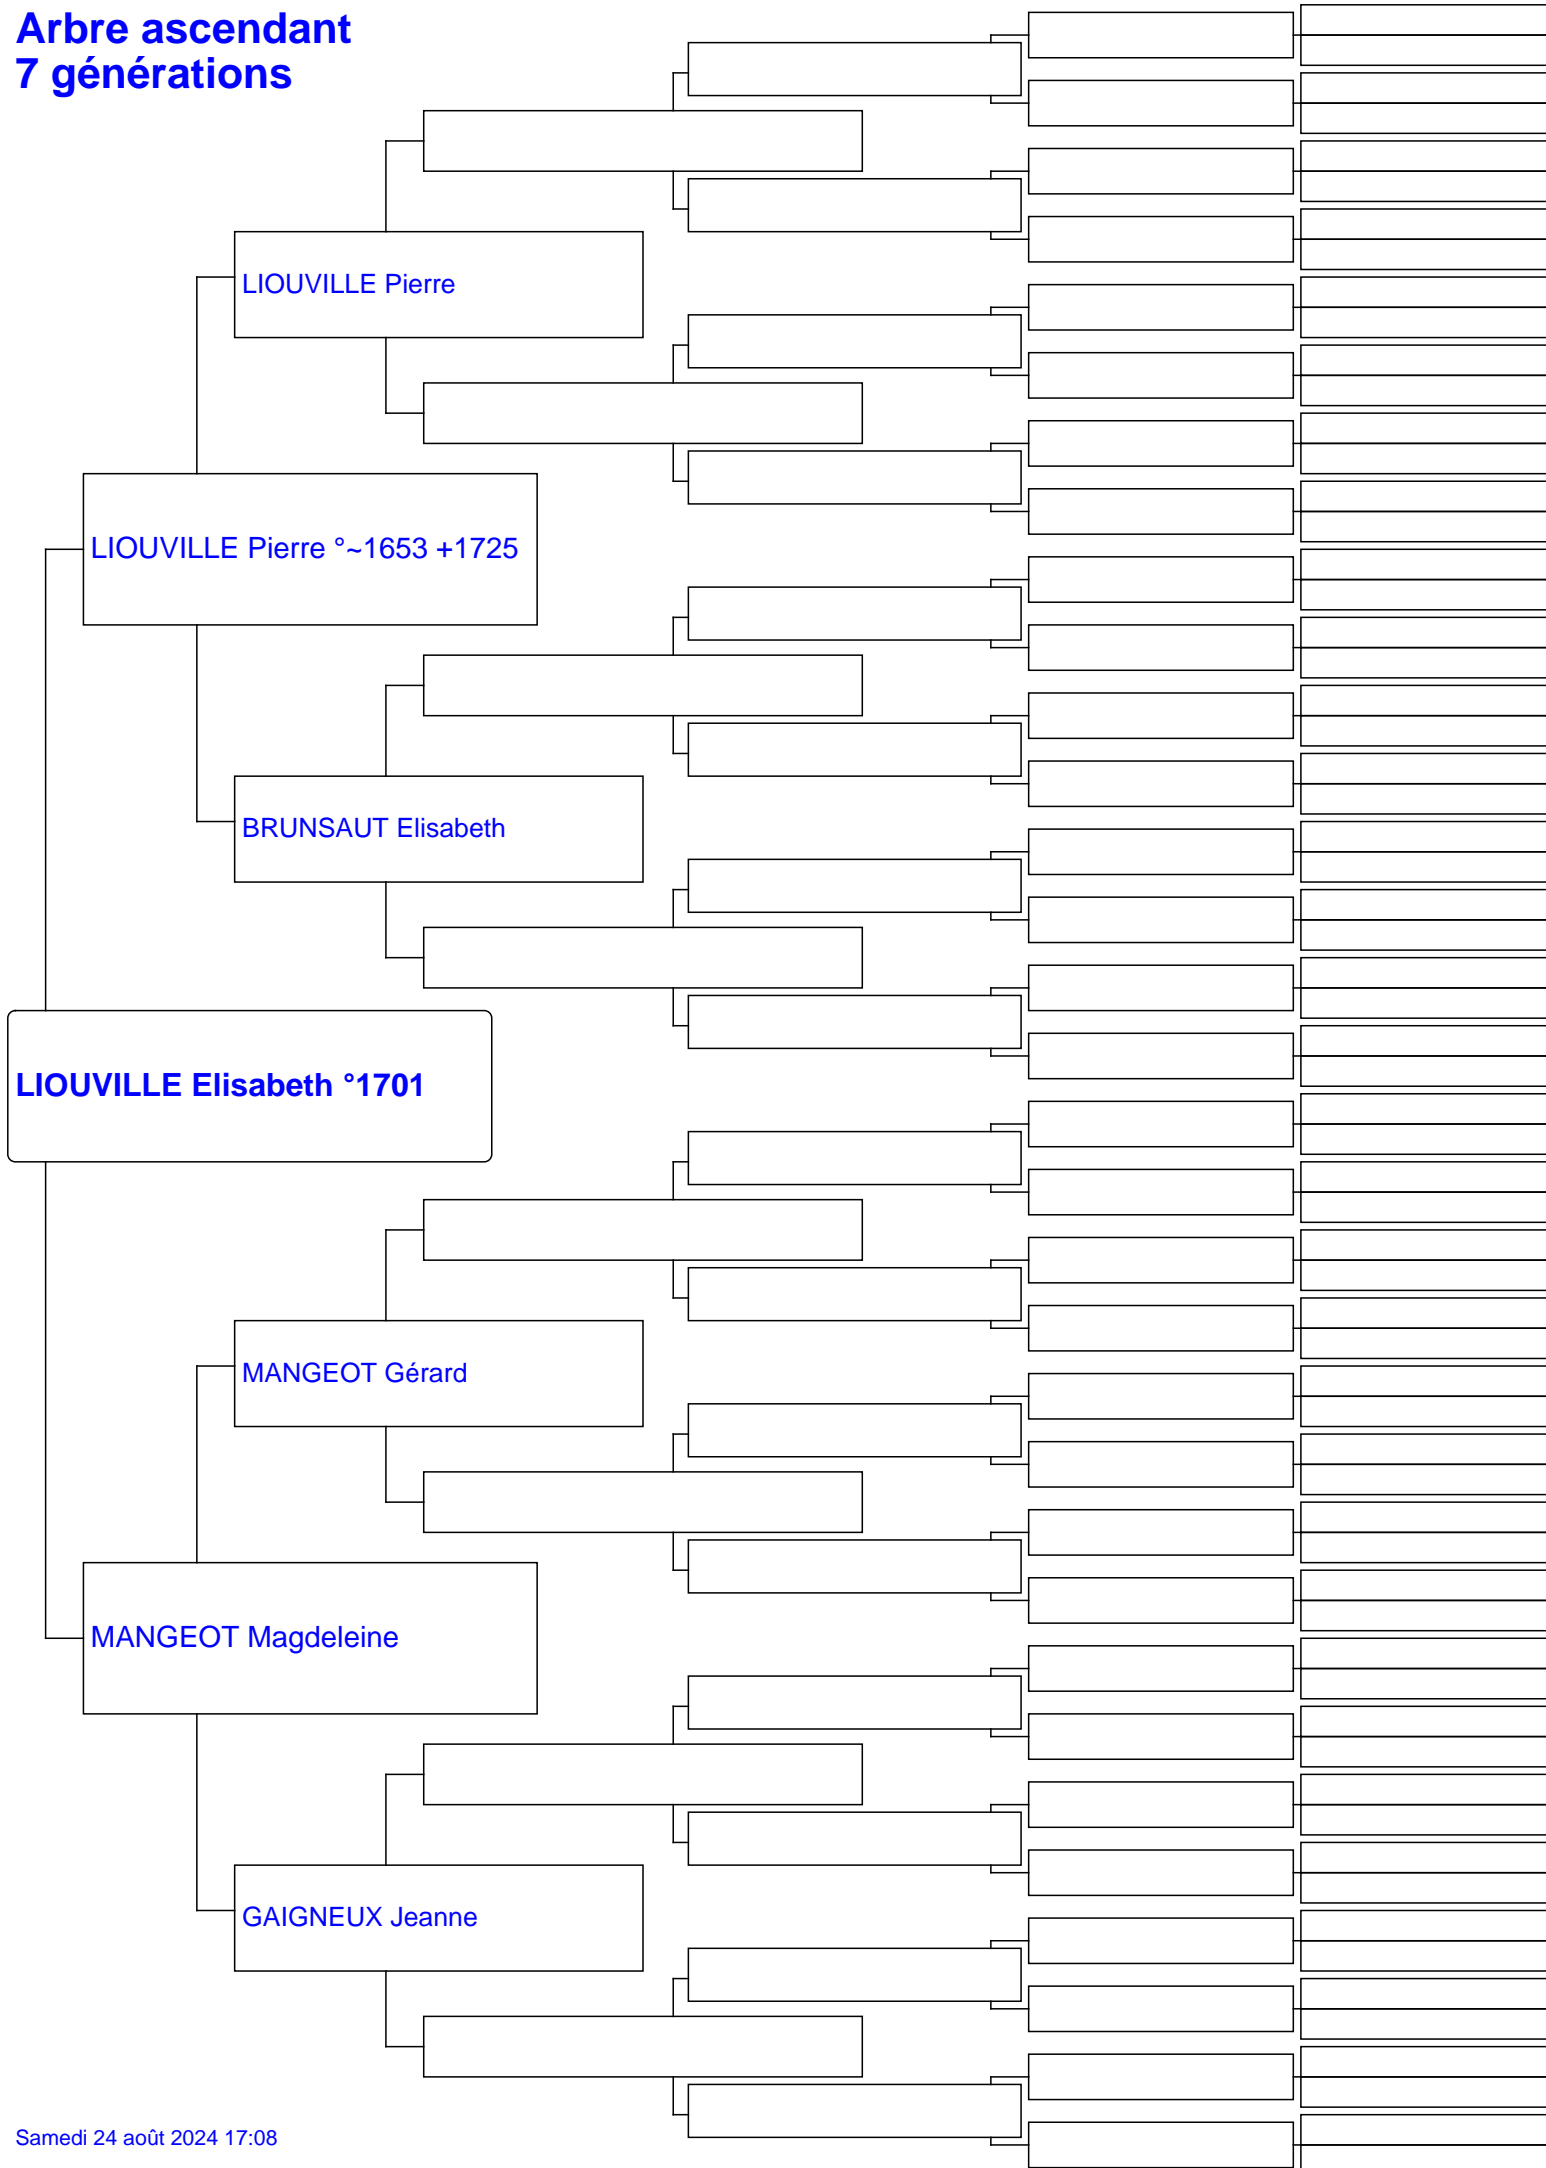 Arbre ascendant
7 générations
LIOUVILLE Pierre
LIOUVILLE Pierre °~1653 +1725
BRUNSAUT Elisabeth
LIOUVILLE Elisabeth °1701
MANGEOT Gérard
MANGEOT Magdeleine
GAIGNEUX Jeanne
Samedi 24 août 2024 17:08